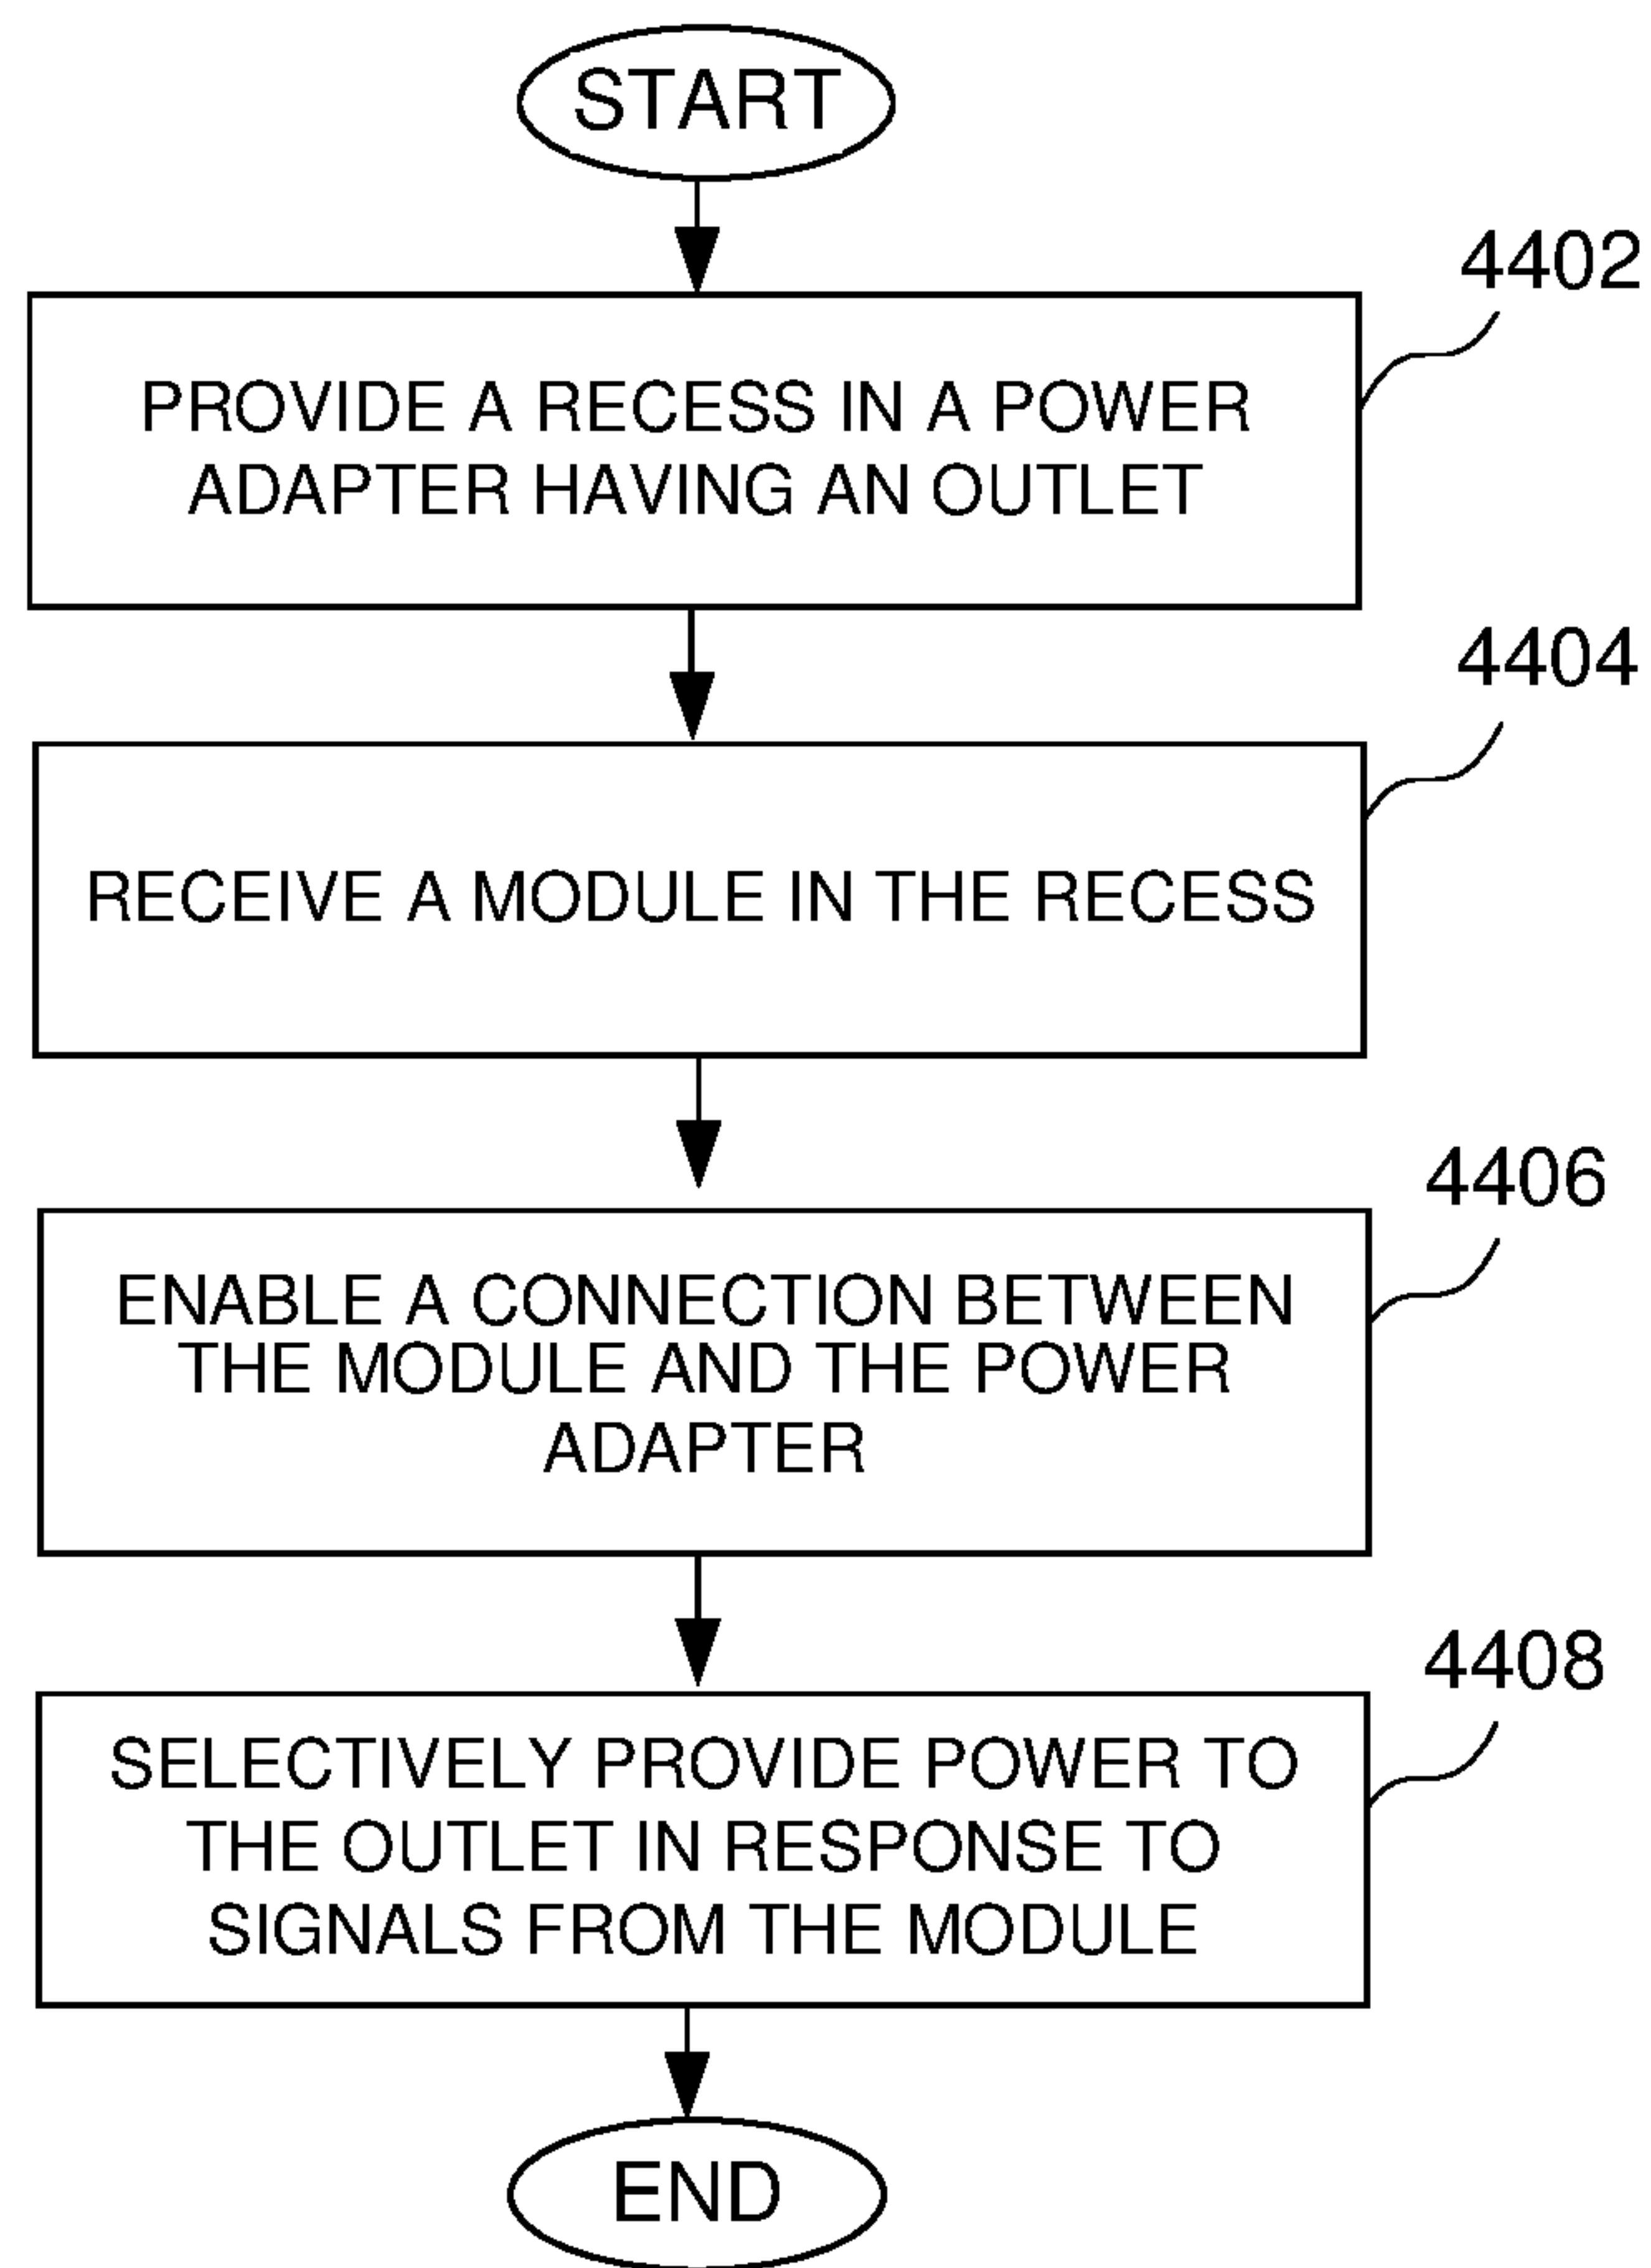 START
4402
PROVIDE A RECESS IN A POWER
ADAPTER HAVING AN OUTLET
4404
RECEIVE A MODULE IN THE RECESS
4406
ENABLE A CONNECTION BETWEEN
THE MODULE AND THE POWER
ADAPTER
4408
SELECTIVELY PROVIDE POWER TO
THE OUTLET IN RESPONSE TO
SIGNALS FROM THE MODULE
END